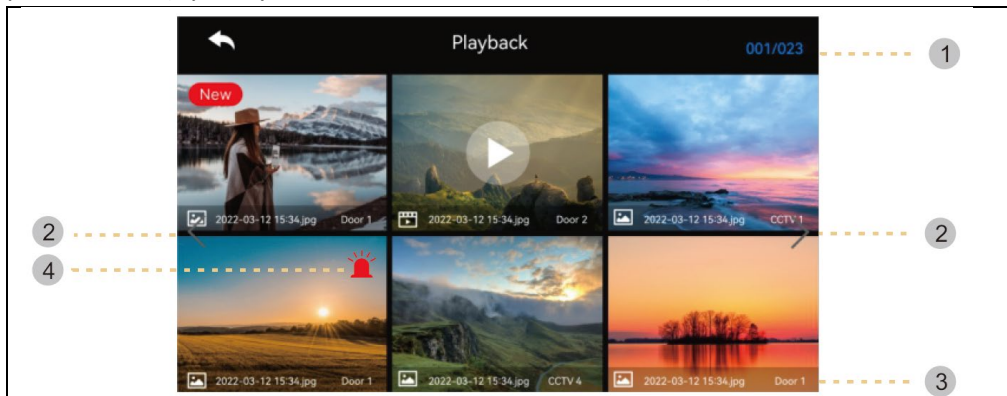 Playback
001/023
1
New
2022-03-12 15:34.jpg Door 1
2022-03-12 15:34.jpg Door 2
2022-03-12 15:34.jpg CCTV 1
2
2
4
2022-03-12 15:34.jpg Door 1
2022-03-12 15:34.jpg CCTV 4
2022-03-12 15:34.jpg Door 1
3